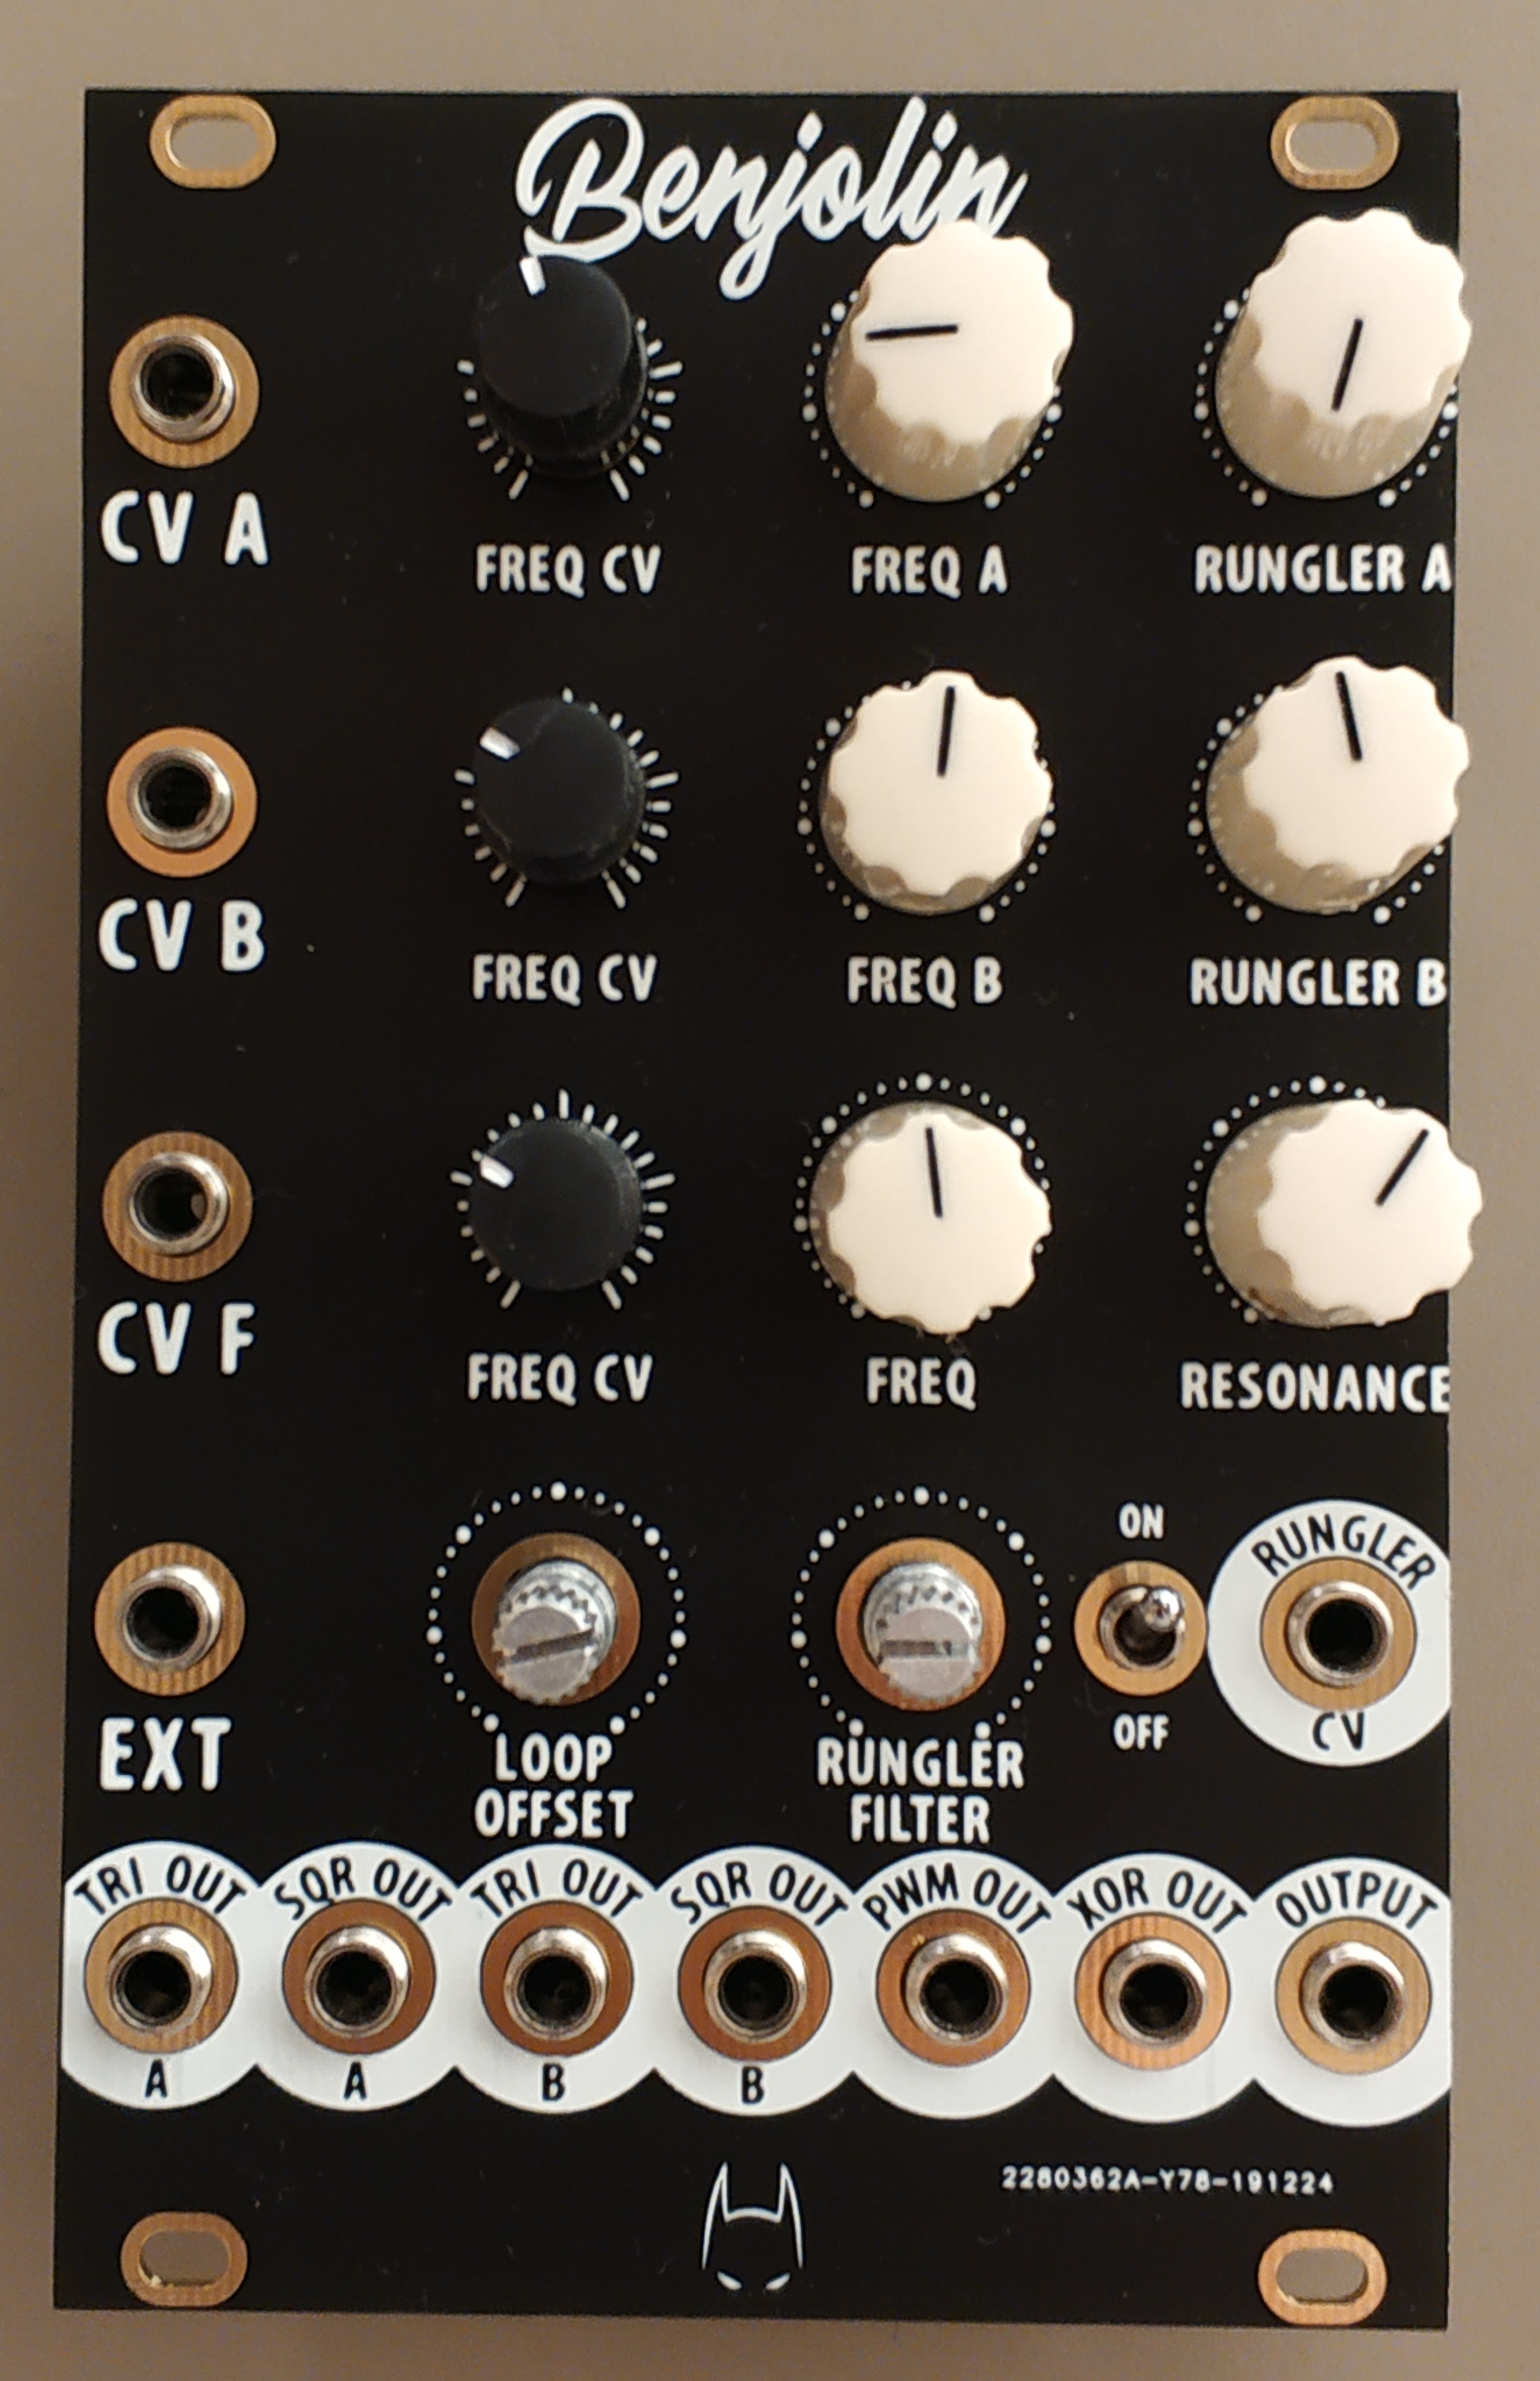 Benjolin
CV A
FREQ CV
FREQ A
RUNGLER A
CV B
FREQ CV
FREQ B
RUNGLER B
CV F
FREQ CV
FREQ
RESONANCE
EXT
LOOP
OFFSET
RUNGLER
FILTER
ON
OFF
RUNGLER
CV
TRI OUT
A
SQR OUT
A
TRI OUT
B
SQR OUT
B
PWM OUT
XOR OUT
OUTPUT
2280362A-Y78-191224